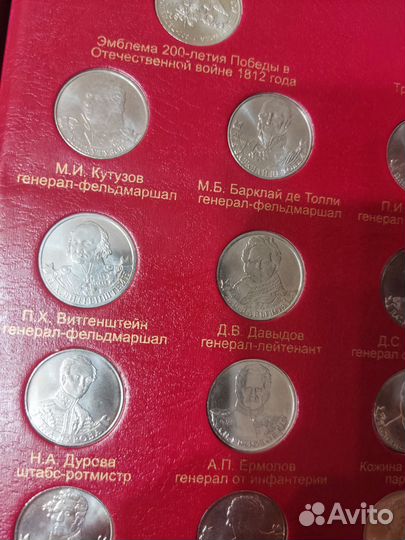 Эмблема 200-летия Победы в
Отечественной войне 1812 года
М.И. Кутузов
генерал-фельдмаршал
М.Б. Барклай де Толли
генерал-фельдмаршал
П.Х. Витгенштейн
генерал-фельдмаршал
Д.В. Давыдов
генерал-лейтенант
Д.С
Н.А. Дурова
штабс-ротмистр
А.П. Ермолов
генерал от инфантерии
Кожина
Avito